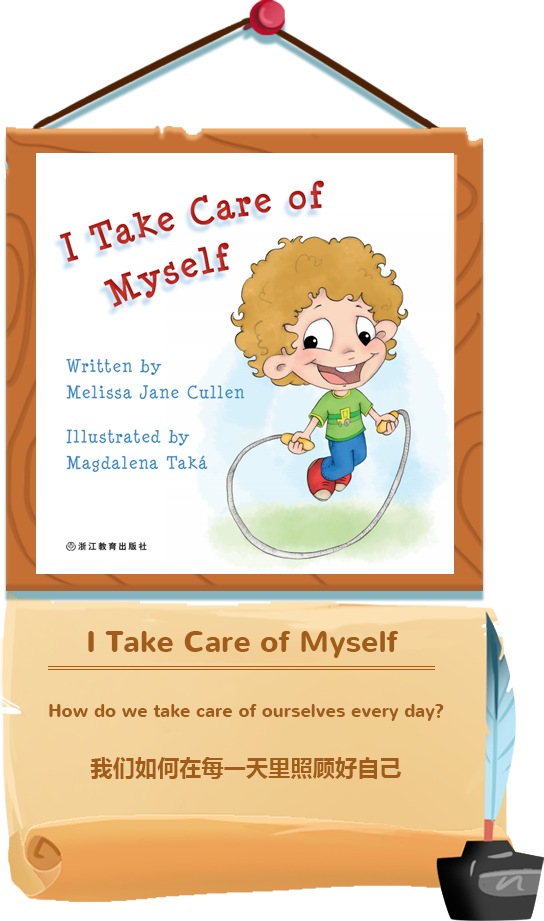 I Take Care of
Myself
Written by
Melissa Jane Cullen
Illustrated by
Magdalena Taká
浙江教育出版社
I Take Care of Myself
How do we take care of ourselves every day?
我们如何在每一天里照顾好自己